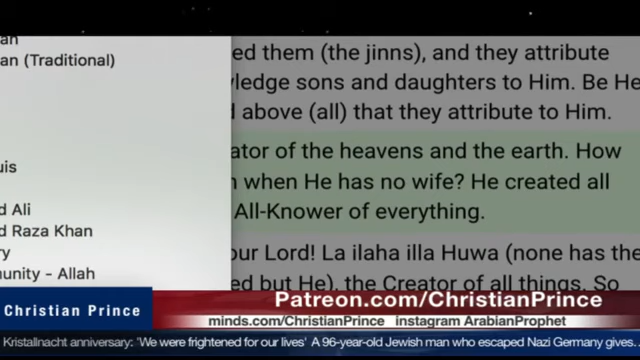 an (Traditional)
uis
d Ali
d Raza Khan
ry
unity - Allah
ed them (the jinns), and they attribute
ledge sons and daughters to Him. Be He
above (all) that they attribute to Him.
ator of the heavens and the earth. How
when He has no wife? He created all
All-Knower of everything.
our Lord! La ilaha illa Huwa (none has the
ed but He), the Creator of all things. So
Christian Prince
Patreon.com/ChristianPrince
minds.com/ChristianPrince instagram ArabianProphet
Kristallnacht anniversary: 'We were frightened for our lives' A 96-year-old Jewish man who escaped Nazi Germany gives...